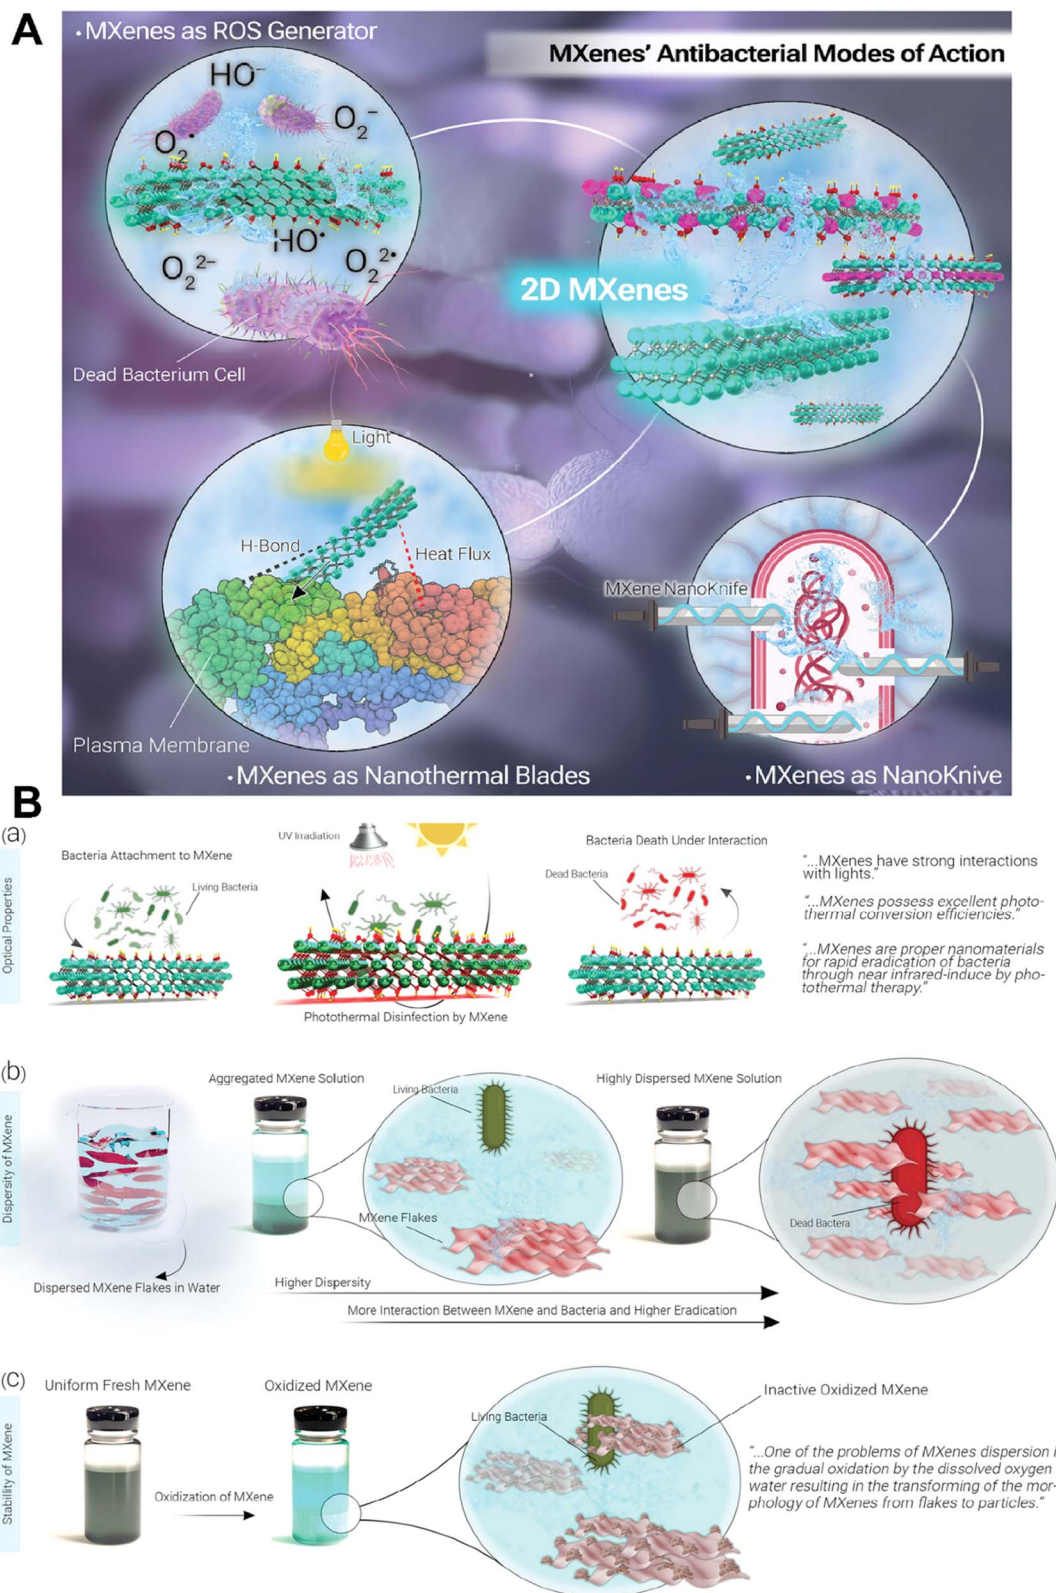 A
• MXenes as ROS Generator
MXenes' Antibacterial Modes of Action
HO⁻
O₂⁻
O₂•
HO•
O₂²⁻
O₂²•
2D MXenes
Dead Bacterium Cell
Light
H-Bond
Heat Flux
MXene NanoKnife
Plasma Membrane
• MXenes as Nanothermal Blades
• MXenes as NanoKnive
B
(a)
Optical Properties
Bacteria Attachment to MXene
Living Bacteria
UV Irradiation
Photothermal Disinfection by MXene
Bacteria Death Under Interaction
Dead Bacteria
"...MXenes have strong interactions
with lights."
"...MXenes possess excellent photo-
thermal conversion efficiencies."
"...MXenes are proper nanomaterials
for rapid eradication of bacteria
through near infrared-induce by pho-
tothermal therapy."
(b)
Dispersity of MXene
Dispersed MXene Flakes in Water
Aggregated MXene Solution
Living Bacteria
MXene Flakes
Highly Dispersed MXene Solution
Dead Bactera
Higher Dispersity
More Interaction Between MXene and Bacteria and Higher Eradication
(c)
Stability of MXene
Uniform Fresh MXene
Oxidization of MXene
Oxidized MXene
Living Bacteria
Inactive Oxidized MXene
"...One of the problems of MXenes dispersion i
the gradual oxidation by the dissolved oxygen
water resulting in the transforming of the mor-
phology of MXenes from flakes to particles."